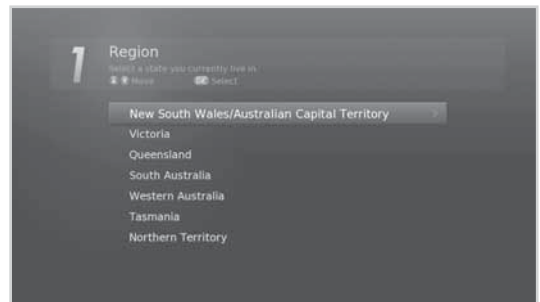 1
Region
Select a state you currently live in.
Move OK Select
New South Wales/Australian Capital Territory
Victoria
Queensland
South Australia
Western Australia
Tasmania
Northern Territory